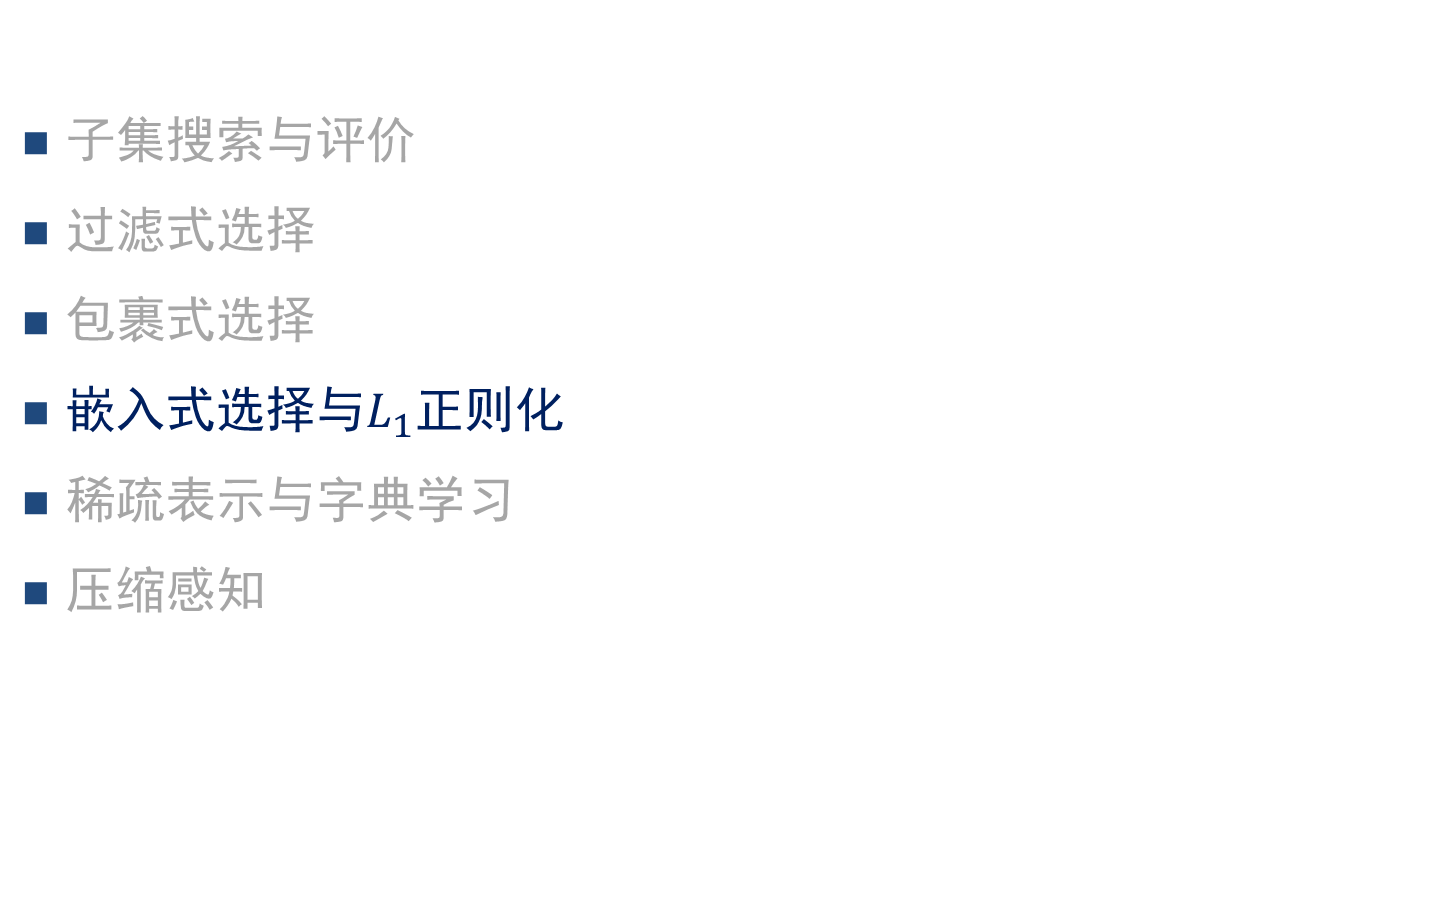 ■ 子集搜索与评价
■ 过滤式选择
■ 包裹式选择
■ 嵌入式选择与L₁正则化
■ 稀疏表示与字典学习
■ 压缩感知